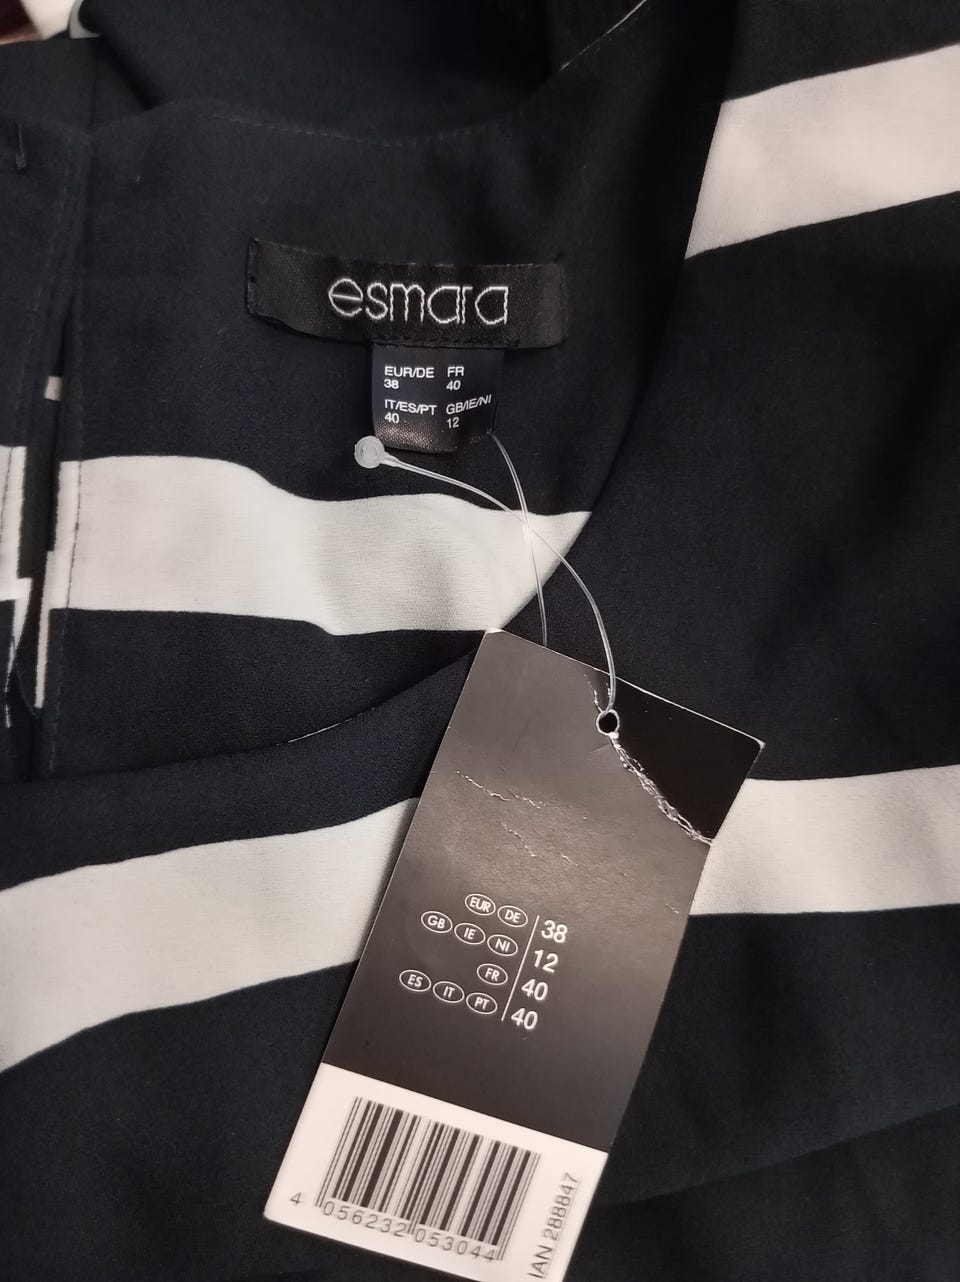 esmara
EUR/DE FR
38 40
IT/ES/PT GB/IE/NI
40 12
EUR DE 38
GB IE NI 12
FR 40
ES IT PT 40
4 056232 053044
IAN 288847